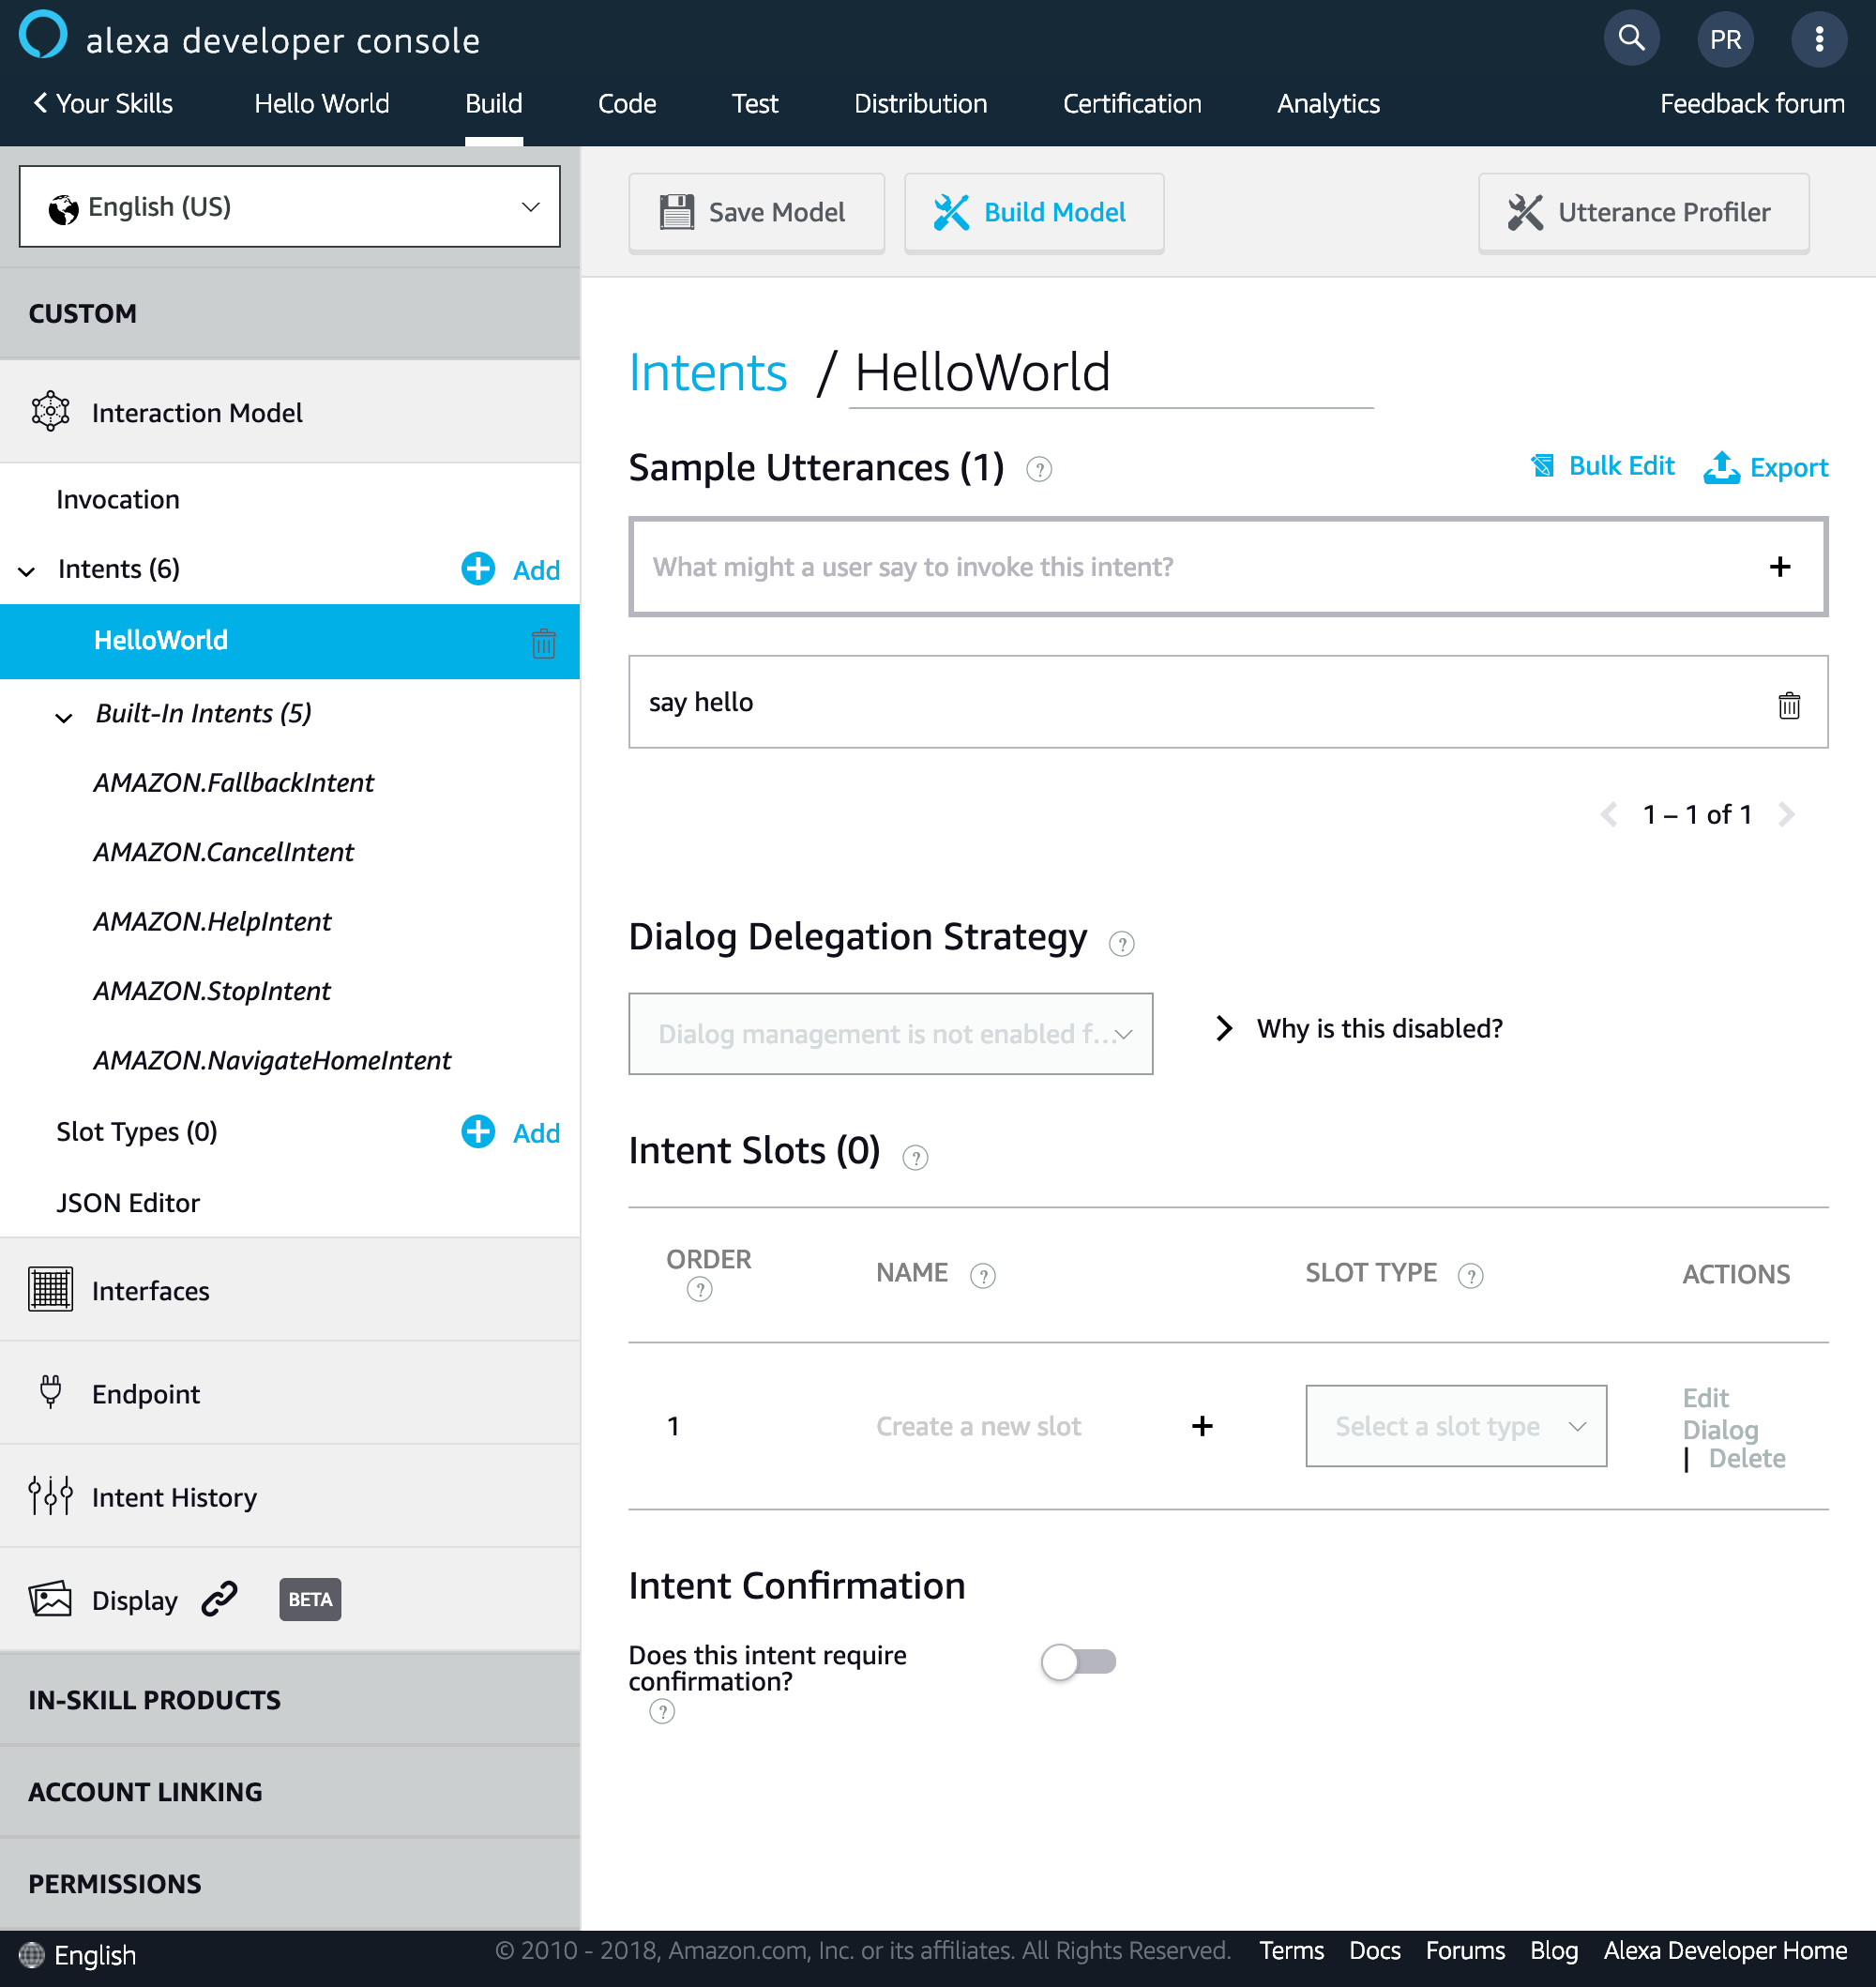 alexa developer console
PR
Your Skills
Hello World
Build
Code
Test
Distribution
Certification
Analytics
Feedback forum
English (US)
CUSTOM
Interaction Model
Invocation
Intents (6)
Add
HelloWorld
Built-In Intents (5)
AMAZON.FallbackIntent
AMAZON.CancelIntent
AMAZON.HelpIntent
AMAZON.StopIntent
AMAZON.NavigateHomeIntent
Slot Types (0)
Add
JSON Editor
Interfaces
Endpoint
Intent History
Display
BETA
IN-SKILL PRODUCTS
ACCOUNT LINKING
PERMISSIONS
Save Model
Build Model
Utterance Profiler
Intents / HelloWorld
Sample Utterances (1) ?
Bulk Edit
Export
What might a user say to invoke this intent? +
say hello
1 – 1 of 1
Dialog Delegation Strategy ?
Dialog management is not enabled f...
Why is this disabled?
Intent Slots (0) ?
ORDER
?
NAME ?
SLOT TYPE ?
ACTIONS
1
Create a new slot +
Select a slot type
Edit
Dialog
| Delete
Intent Confirmation
Does this intent require
confirmation?
?
English
© 2010 - 2018, Amazon.com, Inc. or its affiliates. All Rights Reserved.
Terms
Docs
Forums
Blog
Alexa Developer Home